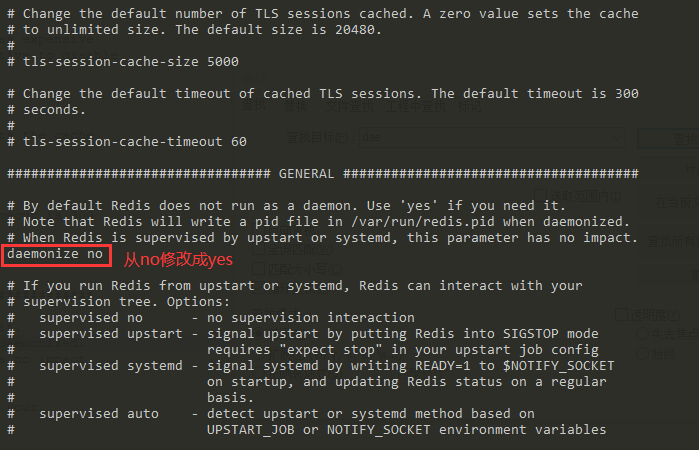 # Change the default number of TLS sessions cached. A zero value sets the cache
# to unlimited size. The default size is 20480.
#
# tls-session-cache-size 5000
# Change the default timeout of cached TLS sessions. The default timeout is 300
# seconds.
#
# tls-session-cache-timeout 60
################################# GENERAL #####################################
# By default Redis does not run as a daemon. Use 'yes' if you need it.
# Note that Redis will write a pid file in /var/run/redis.pid when daemonized.
# When Redis is supervised by upstart or systemd, this parameter has no impact.
daemonize no 从no修改成yes
# If you run Redis from upstart or systemd, Redis can interact with your
# supervision tree. Options:
#   supervised no      - no supervision interaction
#   supervised upstart - signal upstart by putting Redis into SIGSTOP mode
#                        requires "expect stop" in your upstart job config
#   supervised systemd - signal systemd by writing READY=1 to $NOTIFY_SOCKET
#                        on startup, and updating Redis status on a regular
#                        basis.
#   supervised auto    - detect upstart or systemd method based on
#                        UPSTART_JOB or NOTIFY_SOCKET environment variables